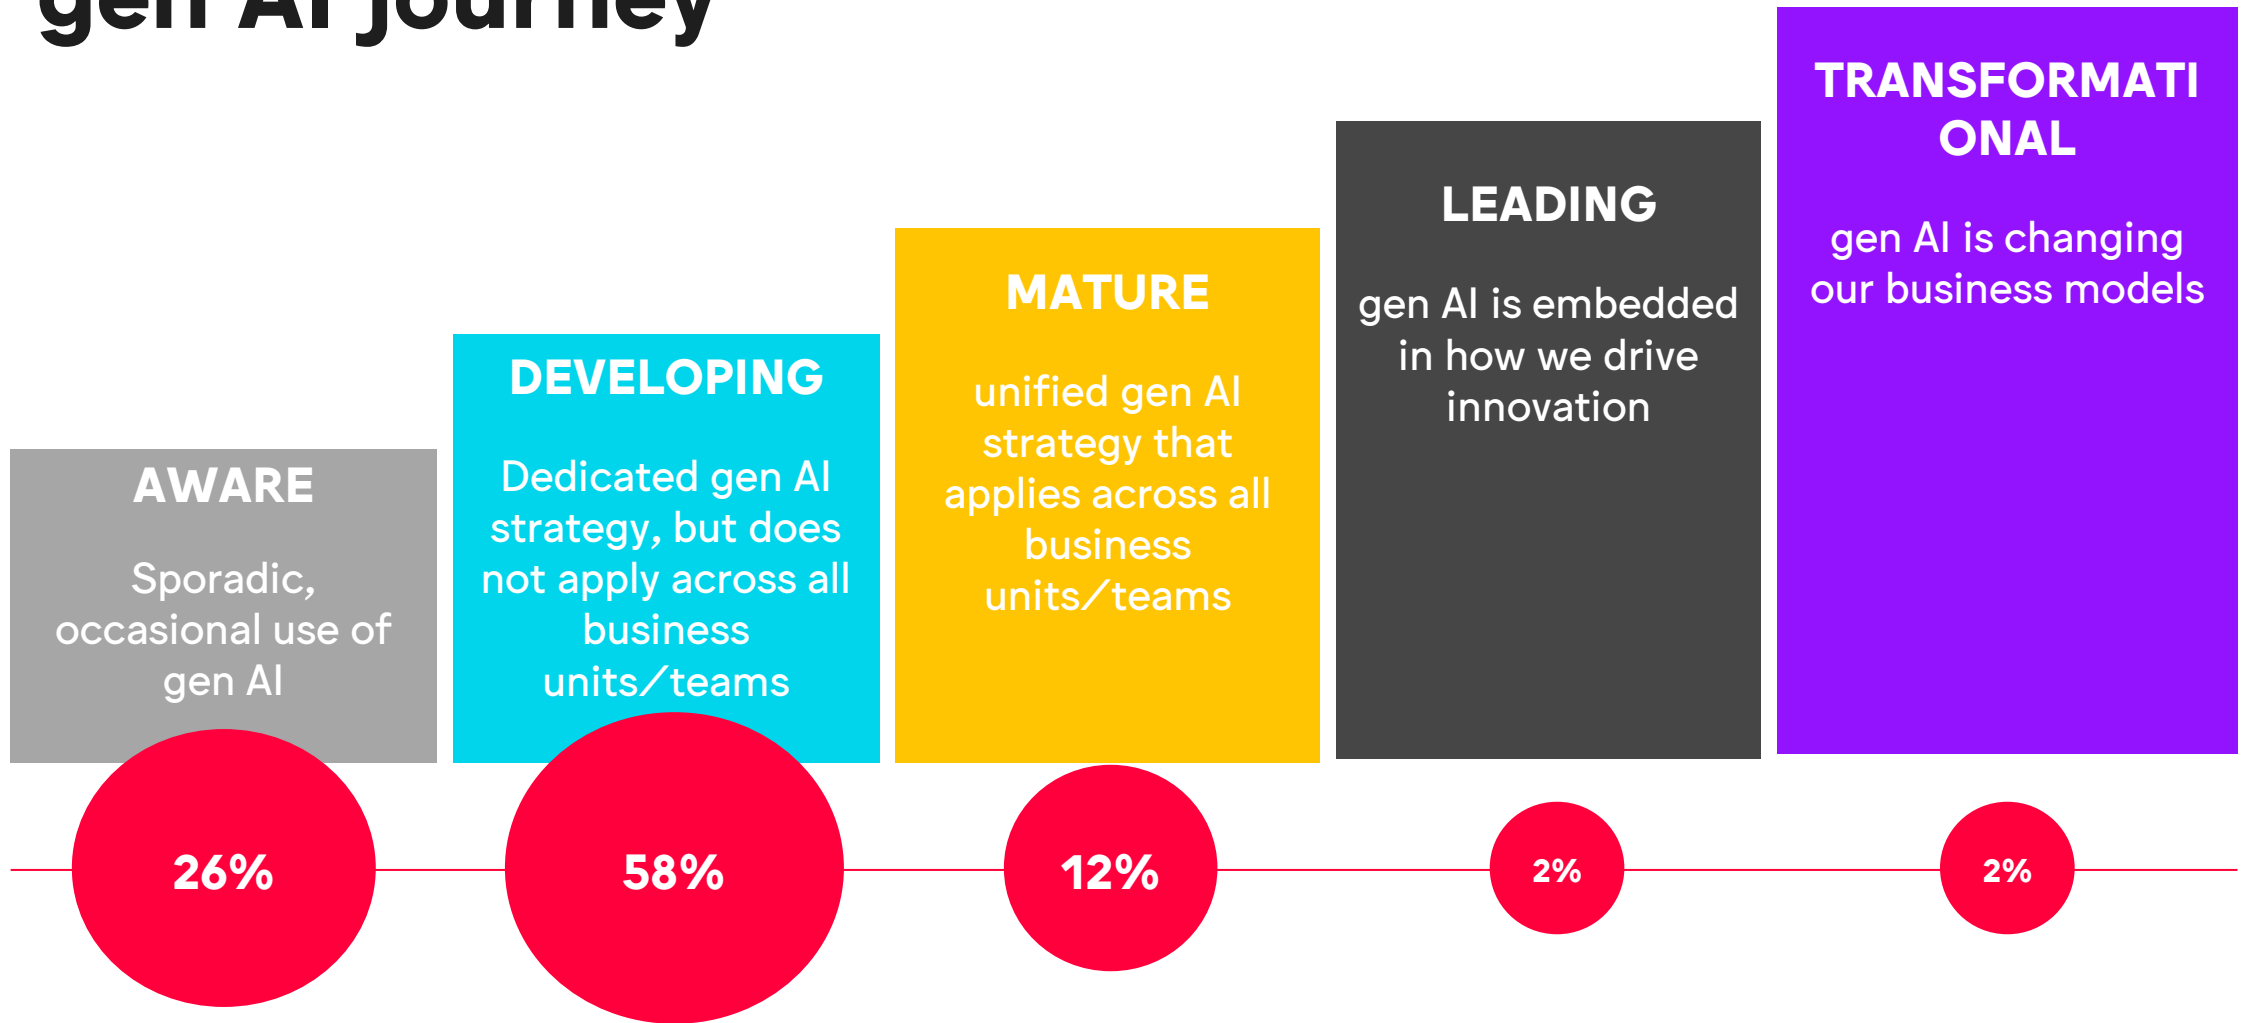 gen AI journey
AWARE
Sporadic,
occasional use of
gen AI
DEVELOPING
Dedicated gen AI
strategy, but does
not apply across all
business
units/teams
MATURE
unified gen AI
strategy that
applies across all
business
units/teams
LEADING
gen AI is embedded
in how we drive
innovation
TRANSFORMATI
ONAL
gen AI is changing
our business models
26%
58%
12%
2%
2%